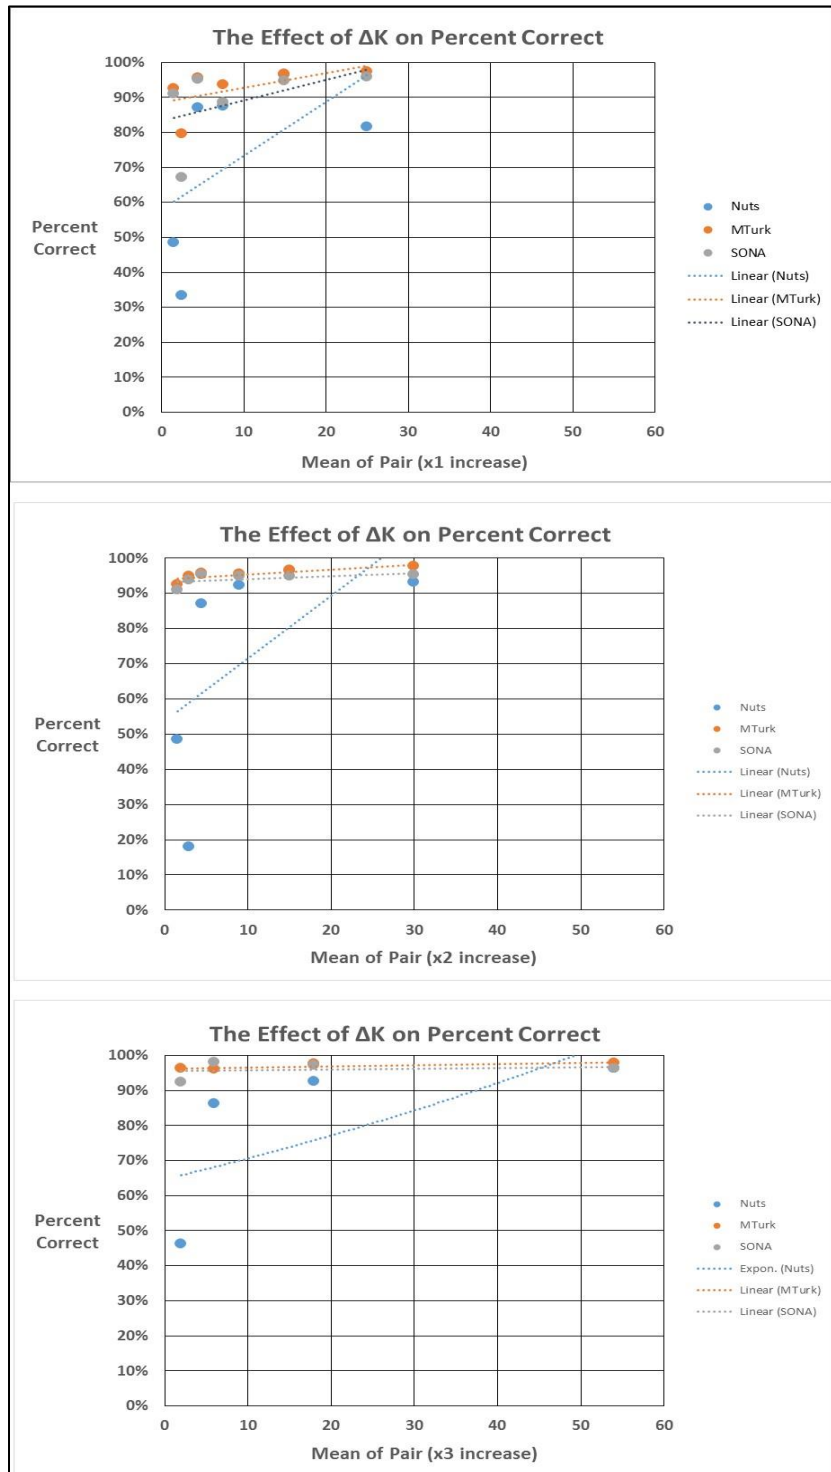 The Effect of ΔK on Percent Correct
100%
90%
80%
70%
60%
50%
40%
30%
20%
10%
0%
Percent
Correct
0 10 20 30 40 50 60
Mean of Pair (x1 increase)
Nuts
MTurk
SONA
Linear (Nuts)
Linear (MTurk)
Linear (SONA)
The Effect of ΔK on Percent Correct
100%
90%
80%
70%
60%
50%
40%
30%
20%
10%
0%
Percent
Correct
0 10 20 30 40 50 60
Mean of Pair (x2 increase)
Nuts
MTurk
SONA
Linear (Nuts)
Linear (MTurk)
Linear (SONA)
The Effect of ΔK on Percent Correct
100%
90%
80%
70%
60%
50%
40%
30%
20%
10%
0%
Percent
Correct
0 10 20 30 40 50 60
Mean of Pair (x3 increase)
Nuts
MTurk
SONA
Expon. (Nuts)
Linear (MTurk)
Linear (SONA)